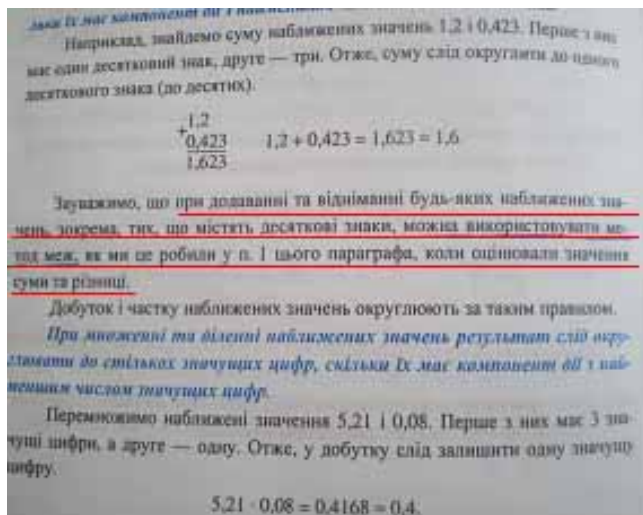 льки їх має компонент дії з найменшим
Наприклад, знайдемо суму наближених значень 1,2 і 0,423. Перше з них
має один десятковий знак, друге — три. Отже, суму слід округлити до одного
десяткового знака (до десятих).
1,2
+
0,423 1,2 + 0,423 = 1,623 = 1,6
1,623
Зауважимо, що при додаванні та відніманні будь-яких наближених зна-
чень, зокрема, тих, що містять десяткові знаки, можна використовувати ме-
тод меж, як ми це робили у п. 1 цього параграфа, коли оцінювали значення
суми та різниці.
Добуток і частку наближених значень округлюють за таким правилом.
При множенні та діленні наближених значень результат слід окру-
глювати до стількох значущих цифр, скільки їх має компонент дії з най-
меншим числом значущих цифр.
Перемножимо наближені значення 5,21 і 0,08. Перше з них має 3 зна-
чущі цифри, а друге — одну. Отже, у добутку слід залишити одну значущу
цифру.
5,21 · 0,08 = 0,4168 = 0,4.